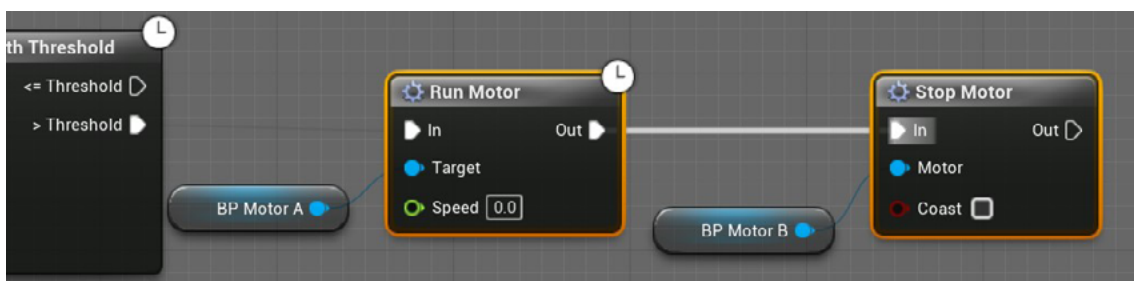 th Threshold
<= Threshold
> Threshold
BP Motor A
Run Motor
In Out
Target
Speed 0.0
BP Motor B
Stop Motor
In Out
Motor
Coast